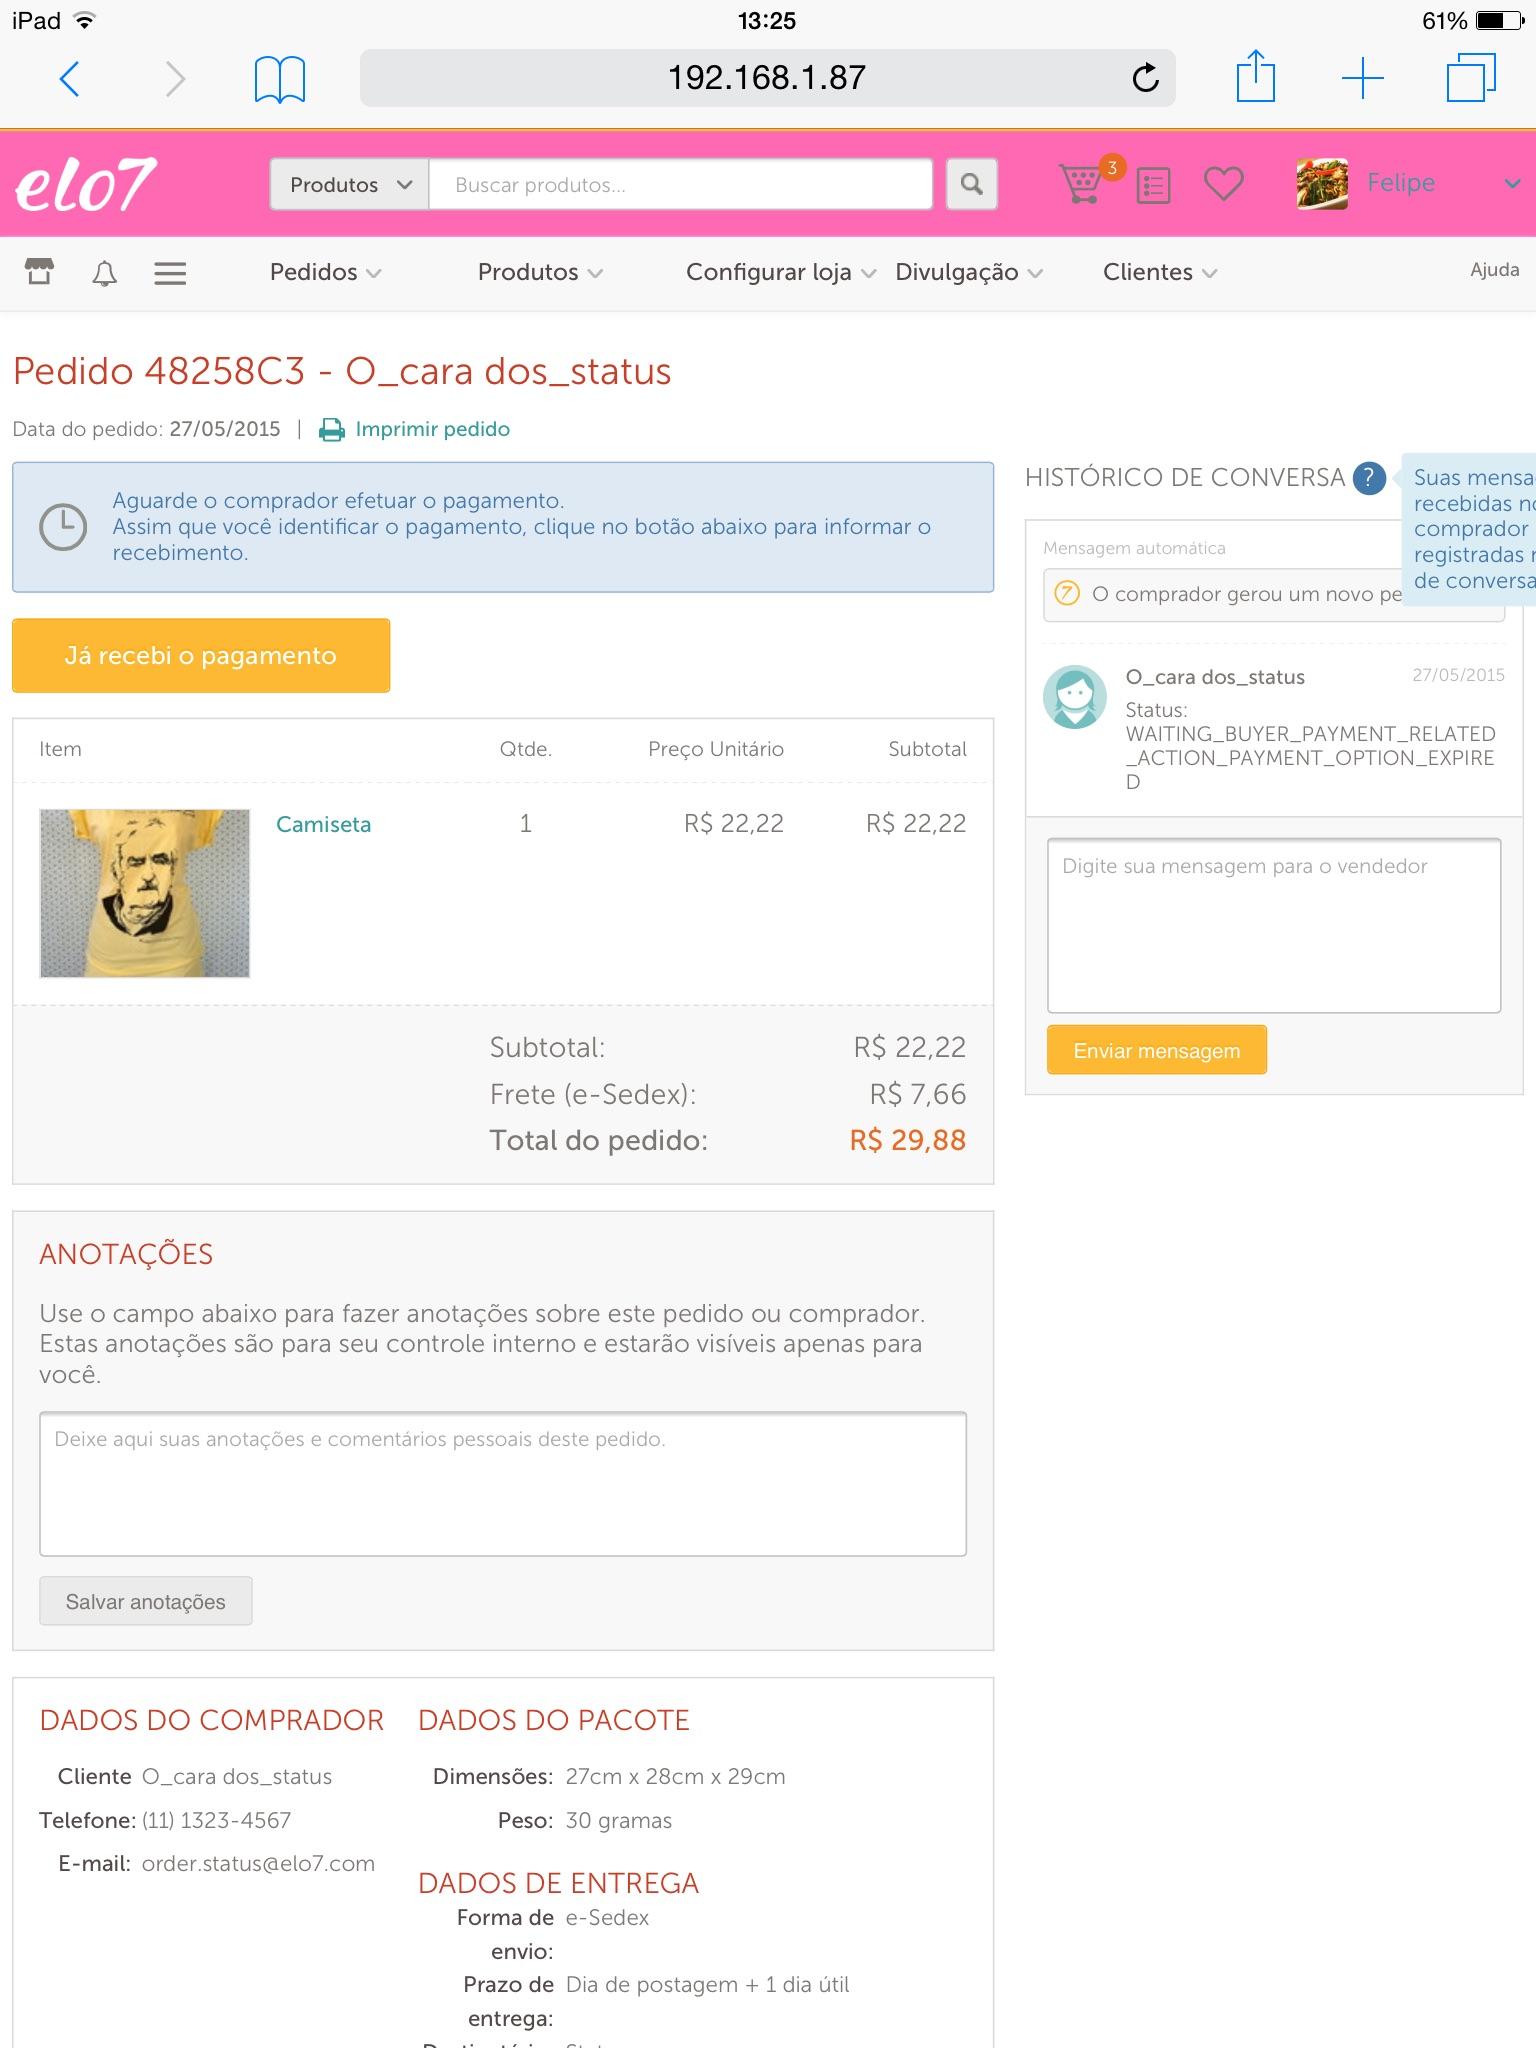 iPad 13:25 61%
192.168.1.87
elo7 Produtos Buscar produtos... 3 Felipe
Pedidos Produtos Configurar loja Divulgação Clientes Ajuda
Pedido 48258C3 - O_cara dos_status
Data do pedido: 27/05/2015 | Imprimir pedido
Aguarde o comprador efetuar o pagamento.
Assim que você identificar o pagamento, clique no botão abaixo para informar o
recebimento.
Já recebi o pagamento
Item Qtde. Preço Unitário Subtotal
Camiseta 1 R$ 22,22 R$ 22,22
Subtotal: R$ 22,22
Frete (e-Sedex): R$ 7,66
Total do pedido: R$ 29,88
ANOTAÇÕES
Use o campo abaixo para fazer anotações sobre este pedido ou comprador.
Estas anotações são para seu controle interno e estarão visíveis apenas para
você.
Deixe aqui suas anotações e comentários pessoais deste pedido.
Salvar anotações
DADOS DO COMPRADOR
Cliente O_cara dos_status
Telefone: (11) 1323-4567
E-mail: order.status@elo7.com
DADOS DO PACOTE
Dimensões: 27cm x 28cm x 29cm
Peso: 30 gramas
DADOS DE ENTREGA
Forma de e-Sedex
envio:
Prazo de Dia de postagem + 1 dia útil
entrega:
HISTÓRICO DE CONVERSA ?
Suas mensa
recebidas
comprador
registradas
de conversa
Mensagem automática
7 O comprador gerou um novo pe
O_cara dos_status 27/05/2015
Status:
WAITING_BUYER_PAYMENT_RELATED
_ACTION_PAYMENT_OPTION_EXPIRE
D
Digite sua mensagem para o vendedor
Enviar mensagem